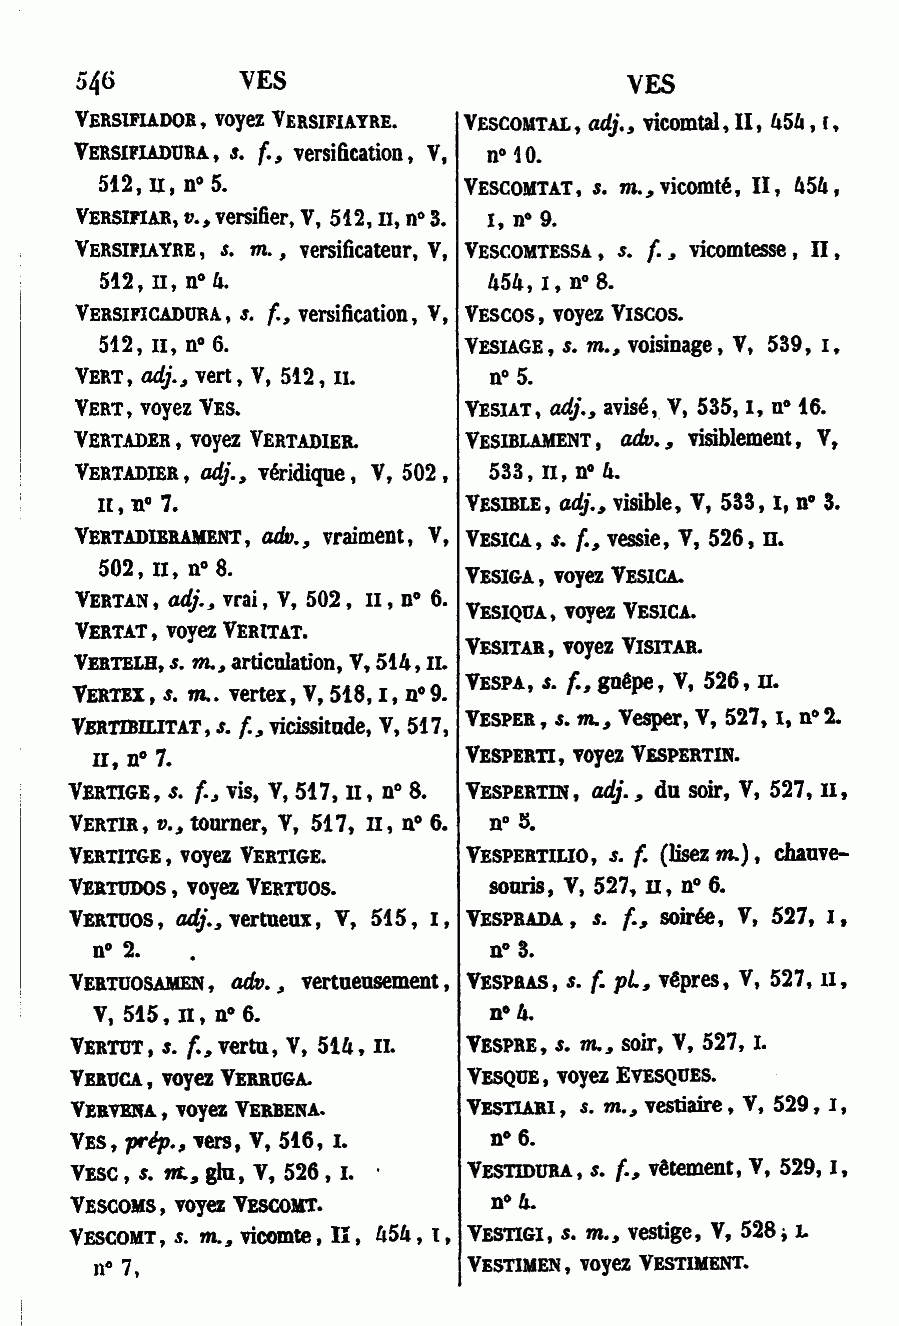 546 VES
VERSIFIADOR, voyez VERSIFIAYRE.
VERSIFIADURA, s. f., versification, V,
512, II, n° 5.
VERSIFIAR, v., versifier, V, 512, II, n° 3.
VERSIFIAYRE, s. m., versificateur, V,
512, II, n° 4.
VERSIFICADURA, s. f., versification, V,
512, II, n° 6.
VERT, adj., vert, V, 512, II.
VERT, voyez VES.
VERTADER, voyez VERTADIER.
VERTADIER, adj., véridique, V, 502,
II, n° 7.
VERTADIERAMENT, adv., vraiment, V,
502, II, n° 8.
VERTAN, adj., vrai, V, 502, II, n° 6.
VERTAT, voyez VERITAT.
VERTELH, s. m., articulation, V, 514, II.
VERTEX, s. m.. vertex, V, 518, I, n° 9.
VERTIBILITAT, s. f., vicissitude, V, 517,
II, n° 7.
VERTIGE, s. f., vis, V, 517, II, n° 8.
VERTIR, v., tourner, V, 517, II, n° 6.
VERTITGE, voyez VERTIGE.
VERTUDOS, voyez VERTUOS.
VERTUOS, adj., vertueux, V, 515, I,
n° 2.
VERTUOSAMEN, adv., vertueusement,
V, 515, II, n° 6.
VERTUT, s. f., vertu, V, 514, II.
VERUCA, voyez VERRUGA.
VERVENA, voyez VERBENA.
VES, prép., vers, V, 516, I.
VESC, s. m., glu, V, 526, I.
VESCOMS, voyez VESCOMT.
VESCOMT, s. m., vicomte, II, 454, I,
n° 7,
VES
VESCOMTAL, adj., vicomtal, II, 454, I,
n° 10.
VESCOMTAT, s. m., vicomté, II, 454,
I, n° 9.
VESCOMTESSA, s. f., vicomtesse, II,
454, I, n° 8.
VESCOS, voyez VISCOS.
VESIAGE, s. m., voisinage, V, 539, I,
n° 5.
VESIAT, adj., avisé, V, 535, I, n° 16.
VESIBLAMENT, adv., visiblement, V,
533, II, n° 4.
VESIBLE, adj., visible, V, 533, I, n° 3.
VESICA, s. f., vessie, V, 526, II.
VESIGA, voyez VESICA.
VESIQUA, voyez VESICA.
VESITAR, voyez VISITAR.
VESPA, s. f., guêpe, V, 526, II.
VESPER, s. m., Vesper, V, 527, I, n° 2.
VESPERTI, voyez VESPERTIN.
VESPERTIN, adj., du soir, V, 527, II,
n° 5.
VESPERTILIO, s. f. (lisez m.), chauve-
souris, V, 527, II, n° 6.
VESPRADA, s. f., soirée, V, 527, I,
n° 3.
VESPRAS, s. f. pl., vêpres, V, 527, II,
n° 4.
VESPRE, s. m., soir, V, 527, I.
VESQUE, voyez EVESQUES.
VESTIARI, s. m., vestiaire, V, 529, I,
n° 6.
VESTIDURA, s. f., vêtement, V, 529, I,
n° 4.
VESTIGI, s. m., vestige, V, 528; I.
VESTIMEN, voyez VESTIMENT.